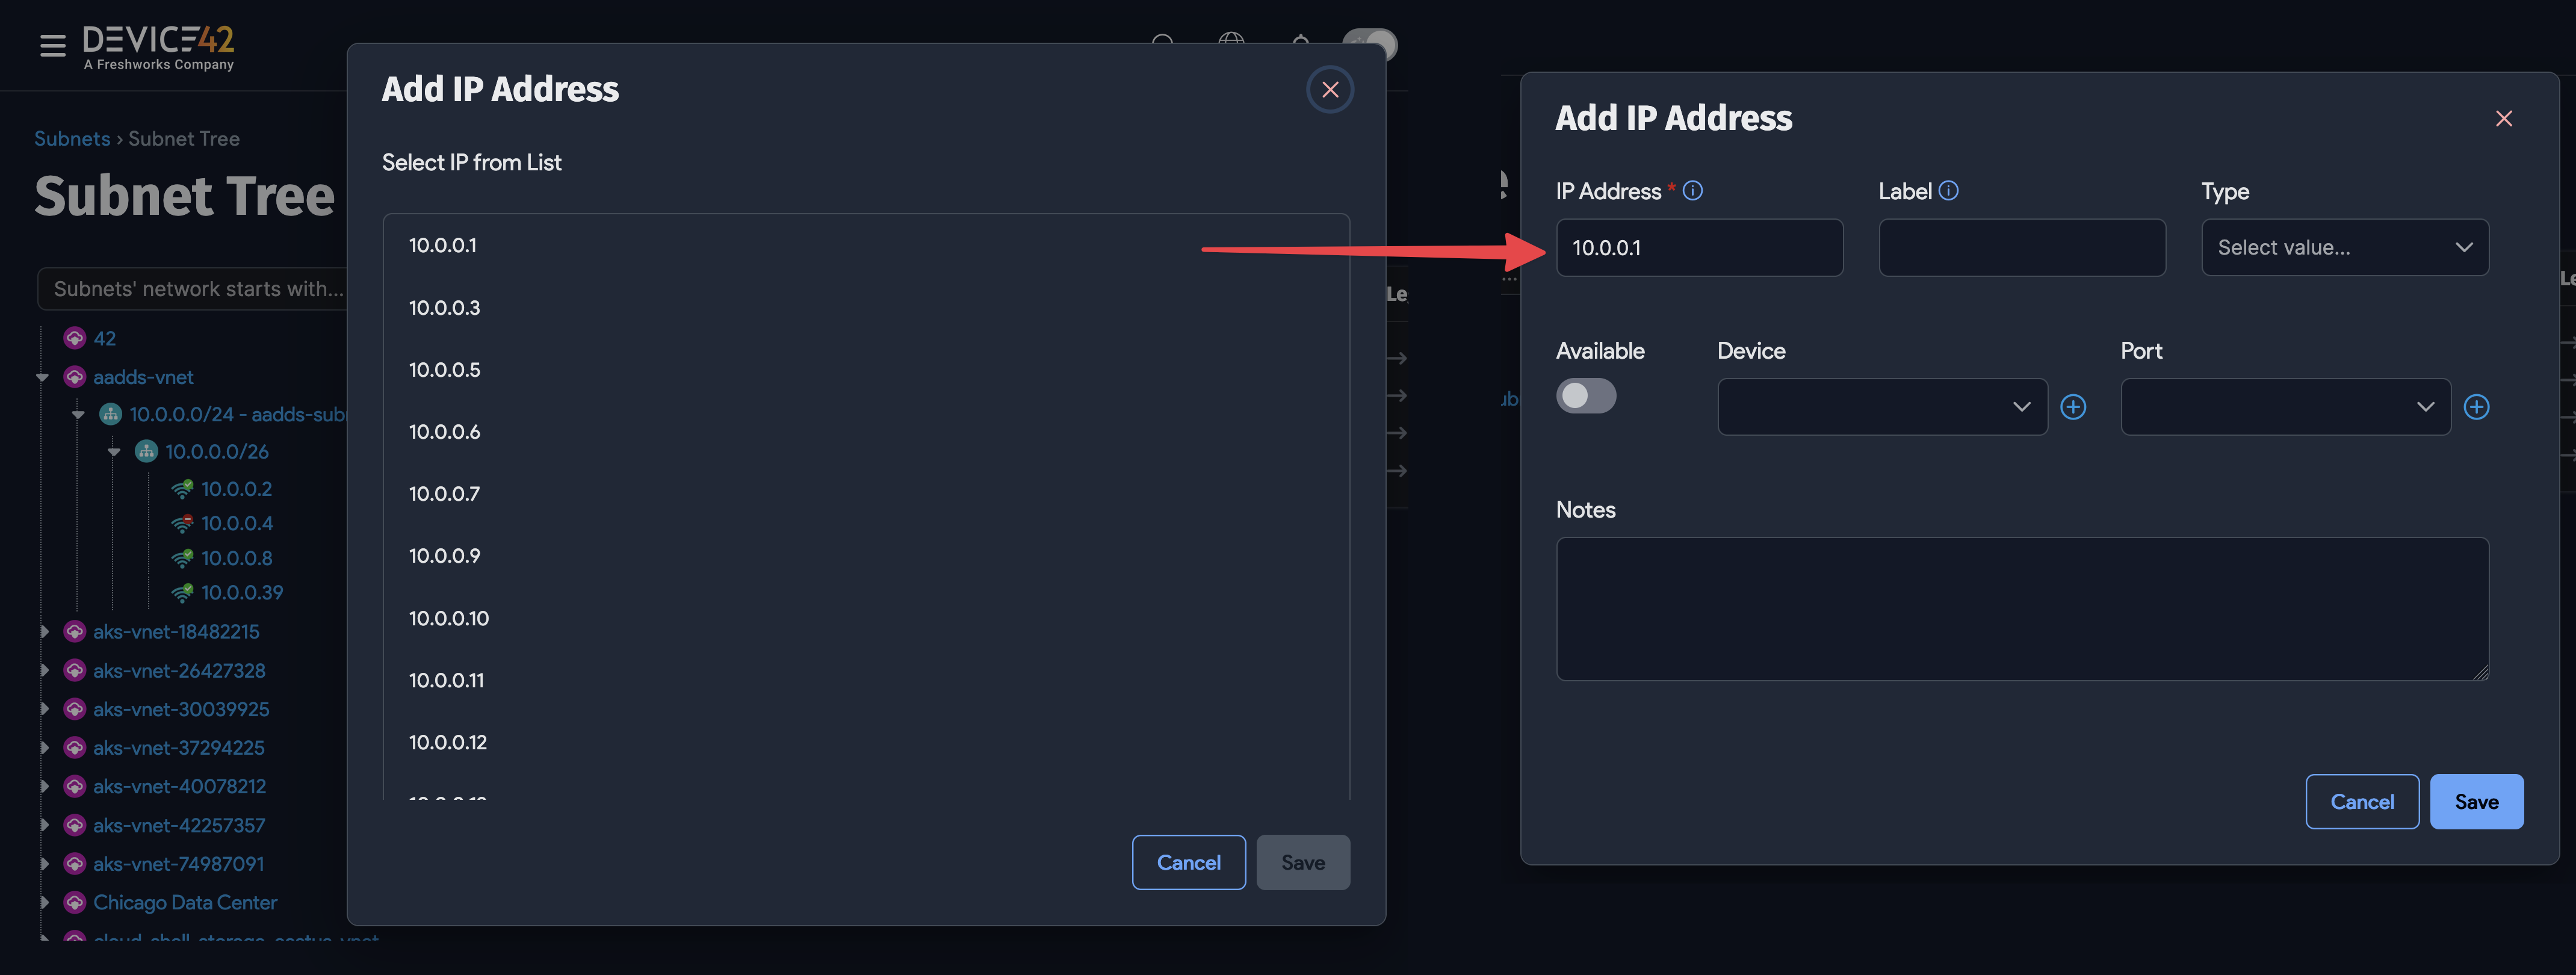 DEVICE42
A Freshworks Company
Subnets › Subnet Tree
Subnet Tree
Subnets' network starts with...
42
aadds-vnet
10.0.0.0/24 - aadds-sub
10.0.0.0/26
10.0.0.2
10.0.0.4
10.0.0.8
10.0.0.39
aks-vnet-18482215
aks-vnet-26427328
aks-vnet-30039925
aks-vnet-37294225
aks-vnet-40078212
aks-vnet-42257357
aks-vnet-74987091
Chicago Data Center
Add IP Address
Select IP from List
10.0.0.1
10.0.0.3
10.0.0.5
10.0.0.6
10.0.0.7
10.0.0.9
10.0.0.10
10.0.0.11
10.0.0.12
Cancel Save
Le
Add IP Address
IP Address * Label Type
10.0.0.1 Select value...
Available Device Port
Notes
Cancel Save